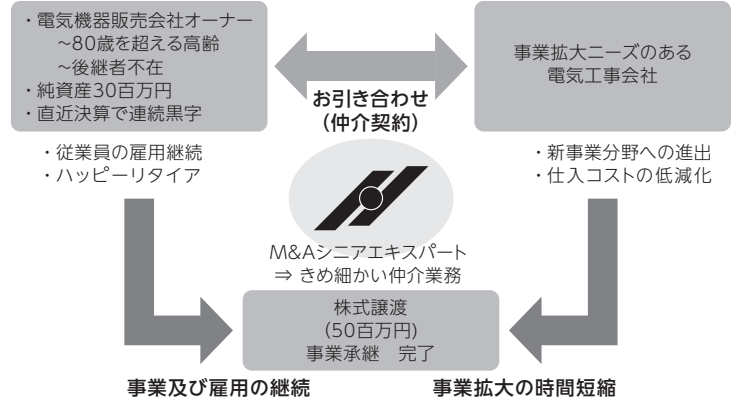 ・電気機器販売会社オーナー
～80歳を超える高齢
～後継者不在
・純資産30百万円
・直近決算で連続黒字
お引き合わせ
(仲介契約)
事業拡大ニーズのある
電気工事会社
・従業員の雇用継続
・ハッピーリタイア
・新事業分野への進出
・仕入コストの低減化
M&Aシニアエキスパート
⇒ きめ細かい仲介業務
株式譲渡
(50百万円)
事業承継　完了
事業及び雇用の継続
事業拡大の時間短縮